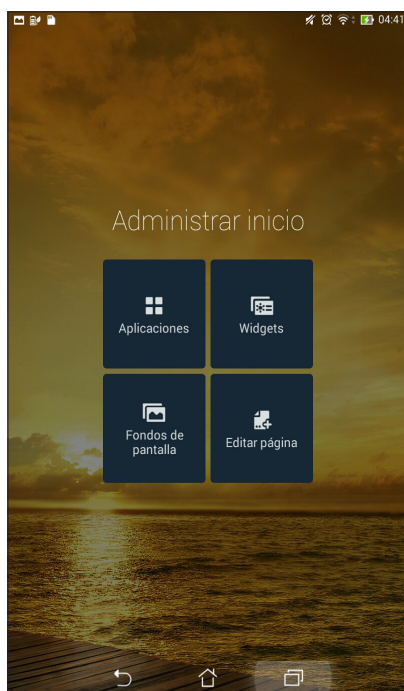 04:41
Administrar inicio
Aplicaciones
Widgets
Fondos de
pantalla
Editar página